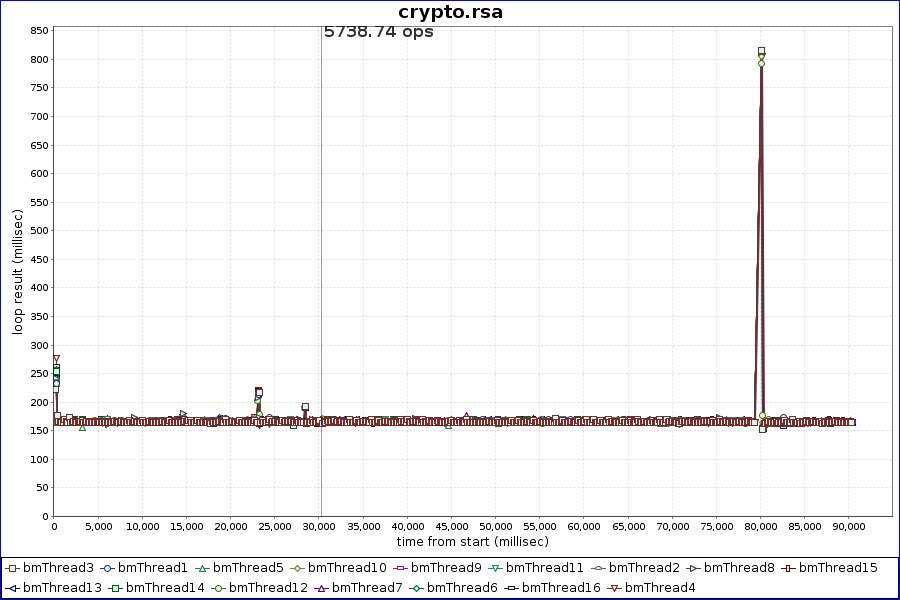 crypto.rsa
5738.74 ops
850
800
750
700
650
600
550
500
450
400
350
300
250
200
150
100
50
0
loop result (millisec)
0 5,000 10,000 15,000 20,000 25,000 30,000 35,000 40,000 45,000 50,000 55,000 60,000 65,000 70,000 75,000 80,000 85,000 90,000
time from start (millisec)
bmThread3 bmThread1 bmThread5 bmThread10 bmThread9 bmThread11 bmThread2 bmThread8 bmThread15
bmThread13 bmThread14 bmThread12 bmThread7 bmThread6 bmThread16 bmThread4